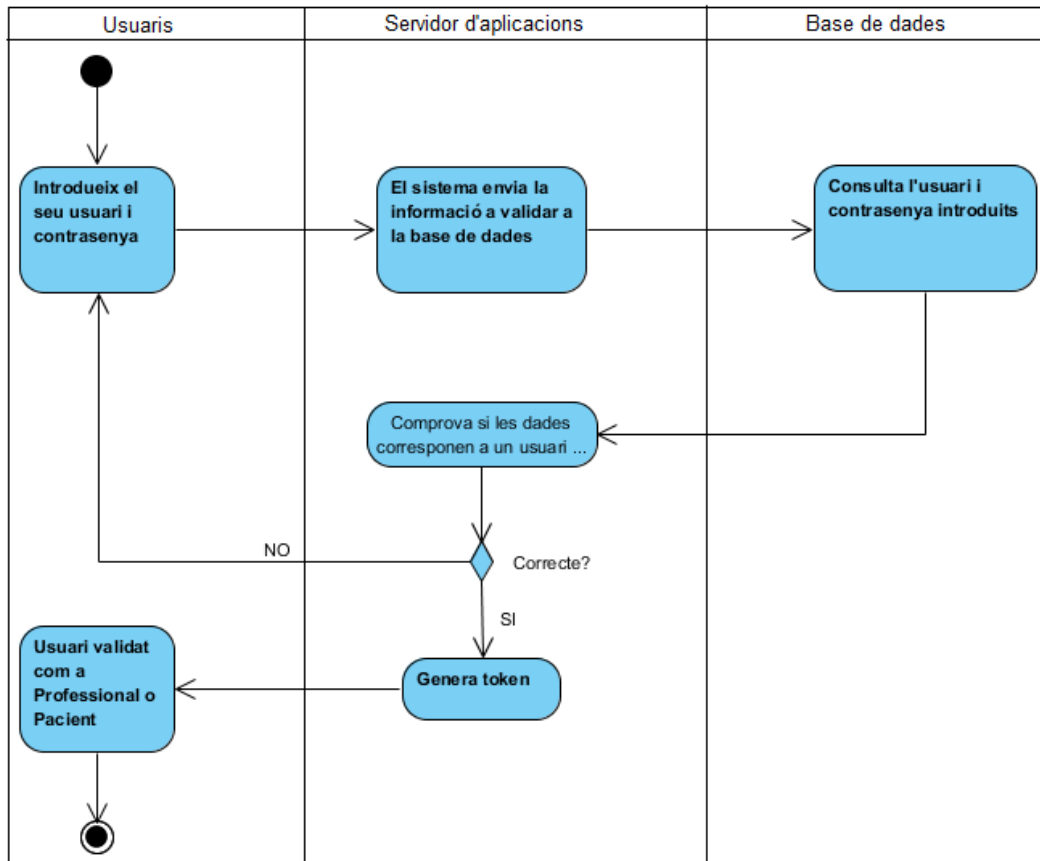 Usuaris
Servidor d'aplicacions
Base de dades
Introdueix el
seu usuari i
contrasenya
El sistema envia la
informació a validar a
la base de dades
Consulta l'usuari i
contrasenya introduits
Comprova si les dades
corresponen a un usuari ...
NO
Correcte?
SI
Usuari validat
com a
Professional o
Pacient
Genera token